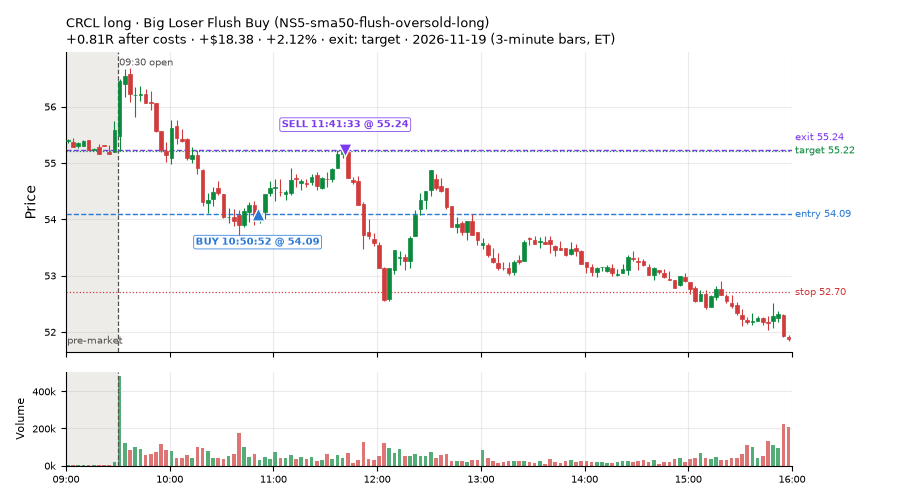 CRCL long · Big Loser Flush Buy (NS5-sma50-flush-oversold-long)
+0.81R after costs · +$18.38 · +2.12% · exit: target · 2026-11-19 (3-minute bars, ET)
09:30 open
SELL 11:41:33 @ 55.24
BUY 10:50:52 @ 54.09
exit 55.24
target 55.22
entry 54.09
stop 52.70
pre-market
Price
56
55
54
53
52
Volume
400k
200k
0k
09:00
10:00
11:00
12:00
13:00
14:00
15:00
16:00